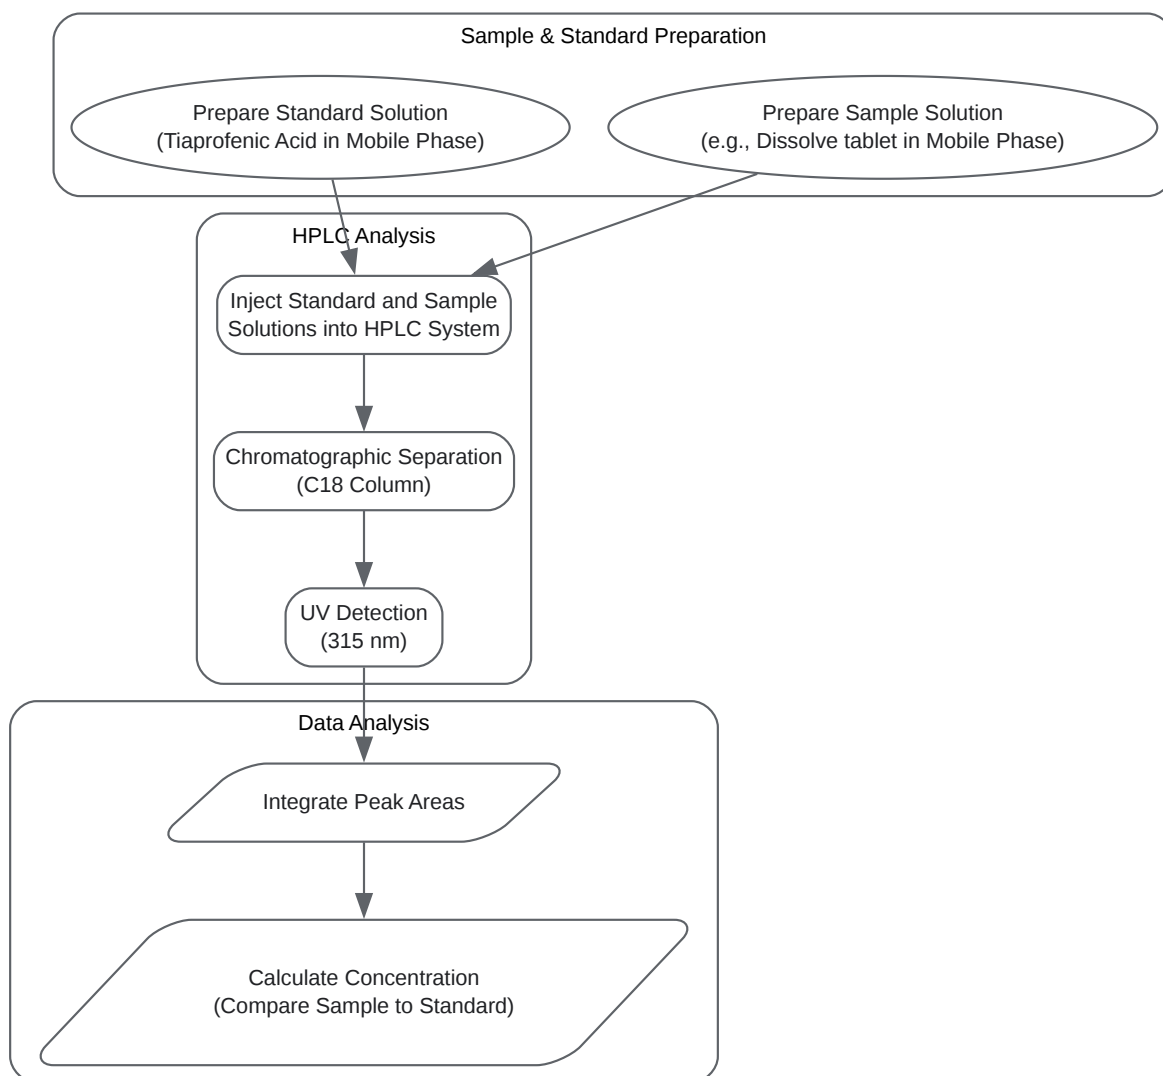 Sample & Standard Preparation
Prepare Standard Solution
(Tiaprofenic Acid in Mobile Phase)
Prepare Sample Solution
(e.g., Dissolve tablet in Mobile Phase)
HPLC Analysis
Inject Standard and Sample
Solutions into HPLC System
Chromatographic Separation
(C18 Column)
UV Detection
(315 nm)
Data Analysis
Integrate Peak Areas
Calculate Concentration
(Compare Sample to Standard)